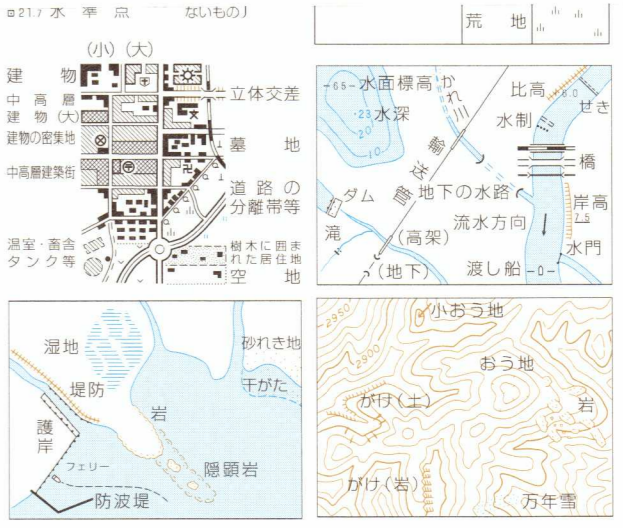 21.7 水準点 ないもの)
荒地
(小)(大)
建物
中高層
建物(大)
建物の密集地
中高層建築街
温室・畜舎
タンク等
立体交差
墓地
道路の
分離帯等
樹木に囲ま
れた居住地
空地
-65-
水面標高
23
水深
20
10
かれ川
輸送管
地下の水路
ダム
滝
(高架)
(地下)
比高
6.0
せき
水制
橋
岸高
7.5
流水方向
水門
渡し船
湿地
砂れき地
干がた
堤防
岩
護岸
隠顕岩
フェリー
防波堤
2950
2900
小おう地
おう地
がけ(土)
岩
がけ(岩)
万年雪